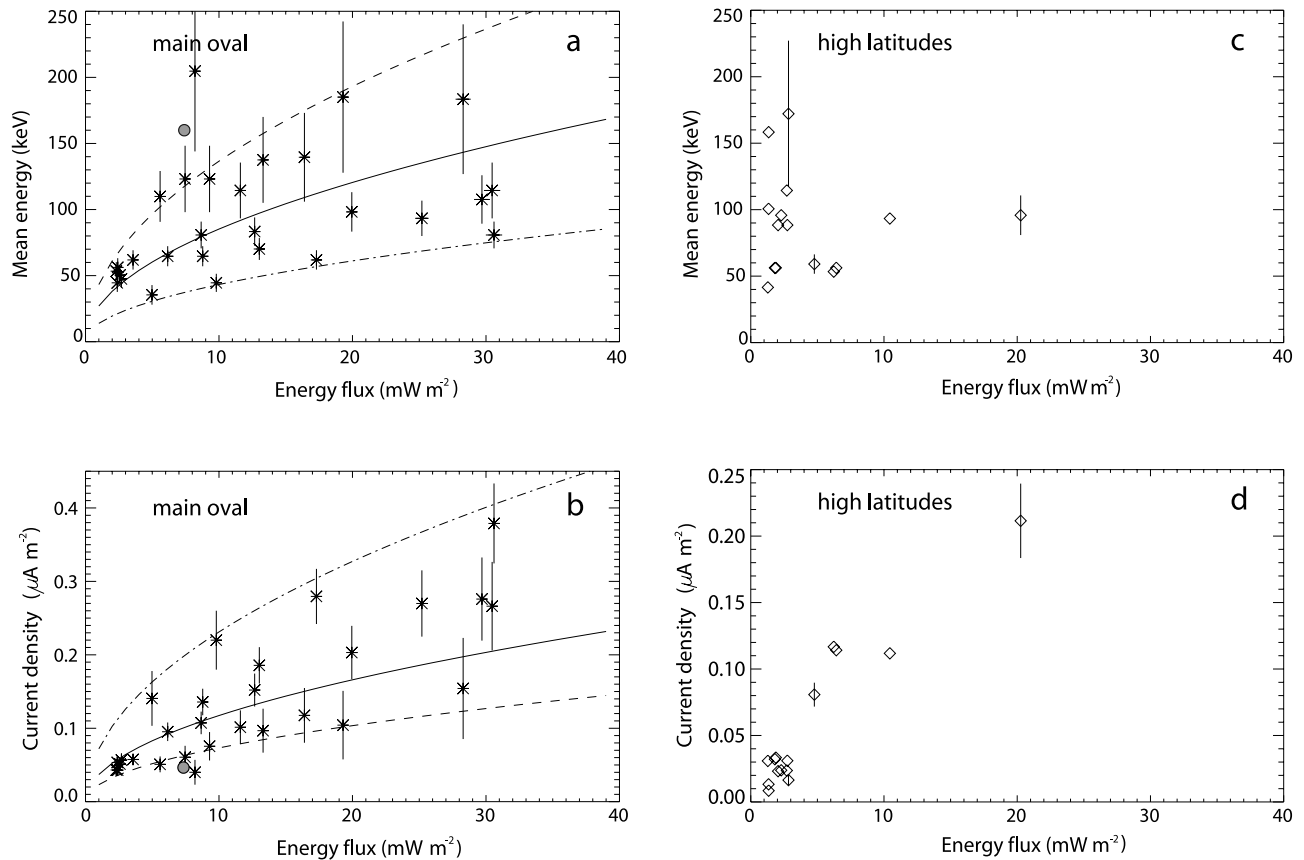 main oval
a
Mean energy (keV)
250
200
150
100
50
0
0 10 20 30 40
Energy flux (mW m⁻²)
high latitudes
c
Mean energy (keV)
250
200
150
100
50
0
0 10 20 30 40
Energy flux (mW m⁻²)
main oval
b
Current density (μA m⁻²)
0.4
0.3
0.2
0.1
0.0
0 10 20 30 40
Energy flux (mW m⁻²)
high latitudes
d
Current density (μA m⁻²)
0.25
0.20
0.15
0.10
0.05
0.00
0 10 20 30 40
Energy flux (mW m⁻²)